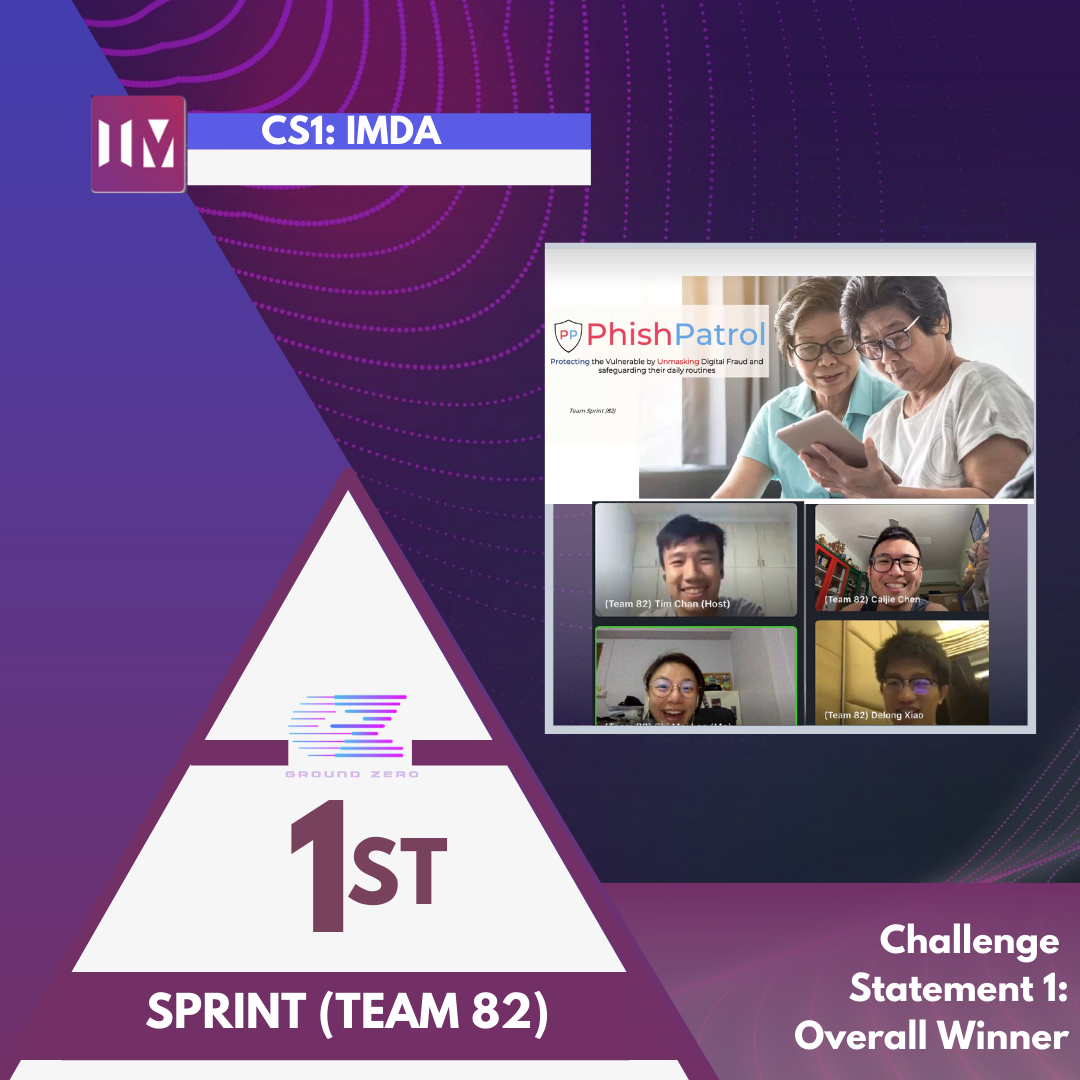 CS1: IMDA
PP PhishPatrol
Protecting the Vulnerable by Unmasking Digital Fraud and
safeguarding their daily routines
Team Sprint (82)
(Team 82) Tim Chan (Host)
(Team 82) Caijie Chen
(Team 82) Delong Xiao
GROUND ZERO
1ST
SPRINT (TEAM 82)
Challenge
Statement 1:
Overall Winner